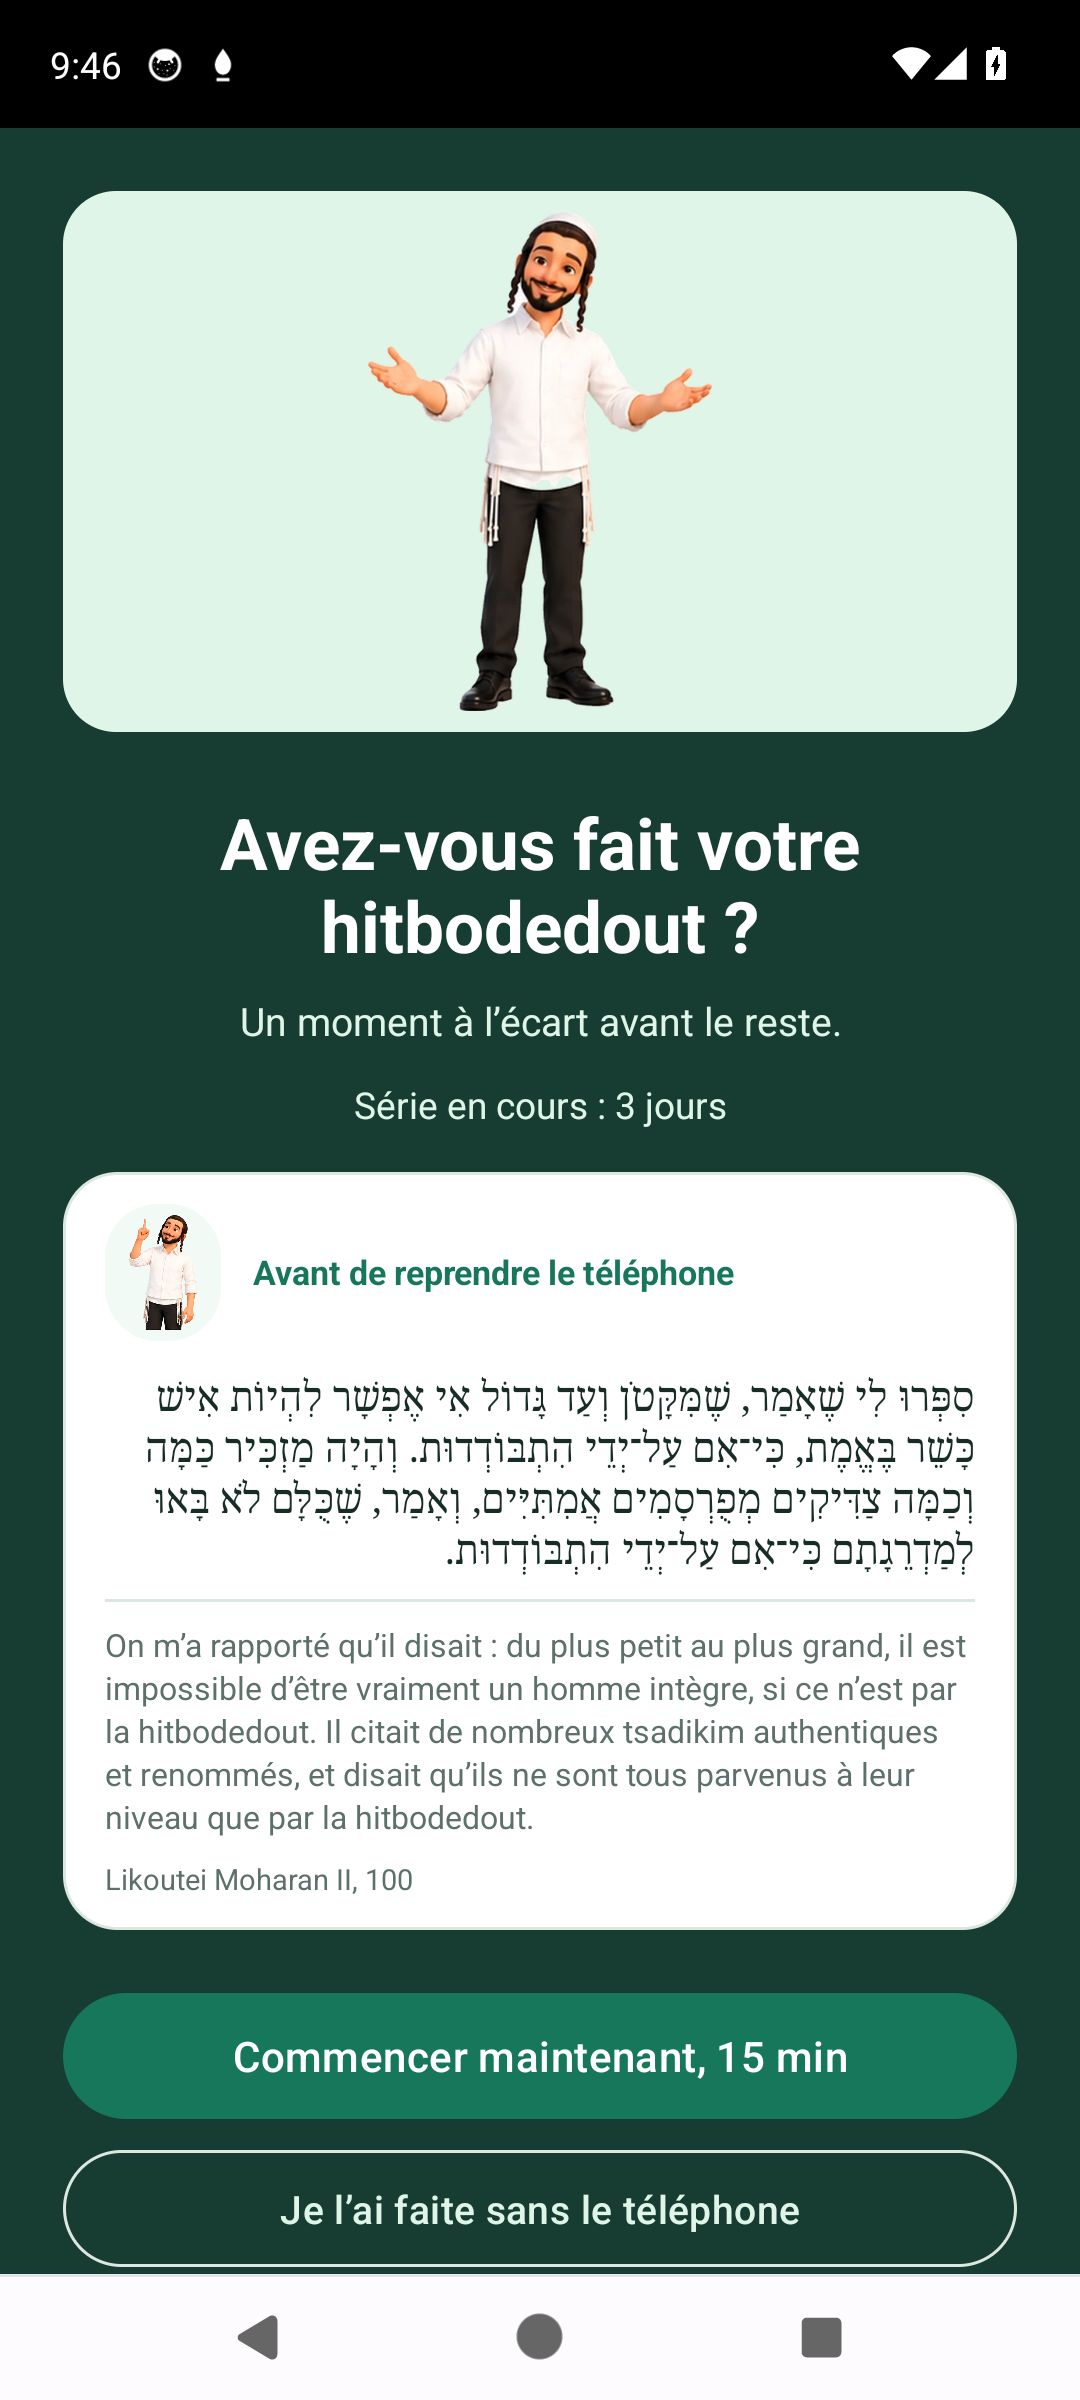 9:46
Avez-vous fait votre
hitbodedout ?
Un moment à l’écart avant le reste.
Série en cours : 3 jours
Avant de reprendre le téléphone
סִפְּרוּ לִי שֶׁאָמַר, שֶׁמִּקָּטֹן וְעַד גָּדוֹל אִי אֶפְשָׁר לִהְיוֹת אִישׁ
כָּשֵׁר בֶּאֱמֶת, כִּי־אִם עַל־יְדֵי הִתְבּוֹדְדוּת. וְהָיָה מַזְכִּיר כַּמָּה
וְכַמָּה צַדִּיקִים מְפֻרְסָמִים אֲמִתִּיִּים, וְאָמַר, שֶׁכֻּלָּם לֹא בָּאוּ
לְמַדְרֵגָתָם כִּי־אִם עַל־יְדֵי הִתְבּוֹדְדוּת.
On m’a rapporté qu’il disait : du plus petit au plus grand, il est
impossible d’être vraiment un homme intègre, si ce n’est par
la hitbodedout. Il citait de nombreux tsadikim authentiques
et renommés, et disait qu’ils ne sont tous parvenus à leur
niveau que par la hitbodedout.
Likoutei Moharan II, 100
Commencer maintenant, 15 min
Je l’ai faite sans le téléphone